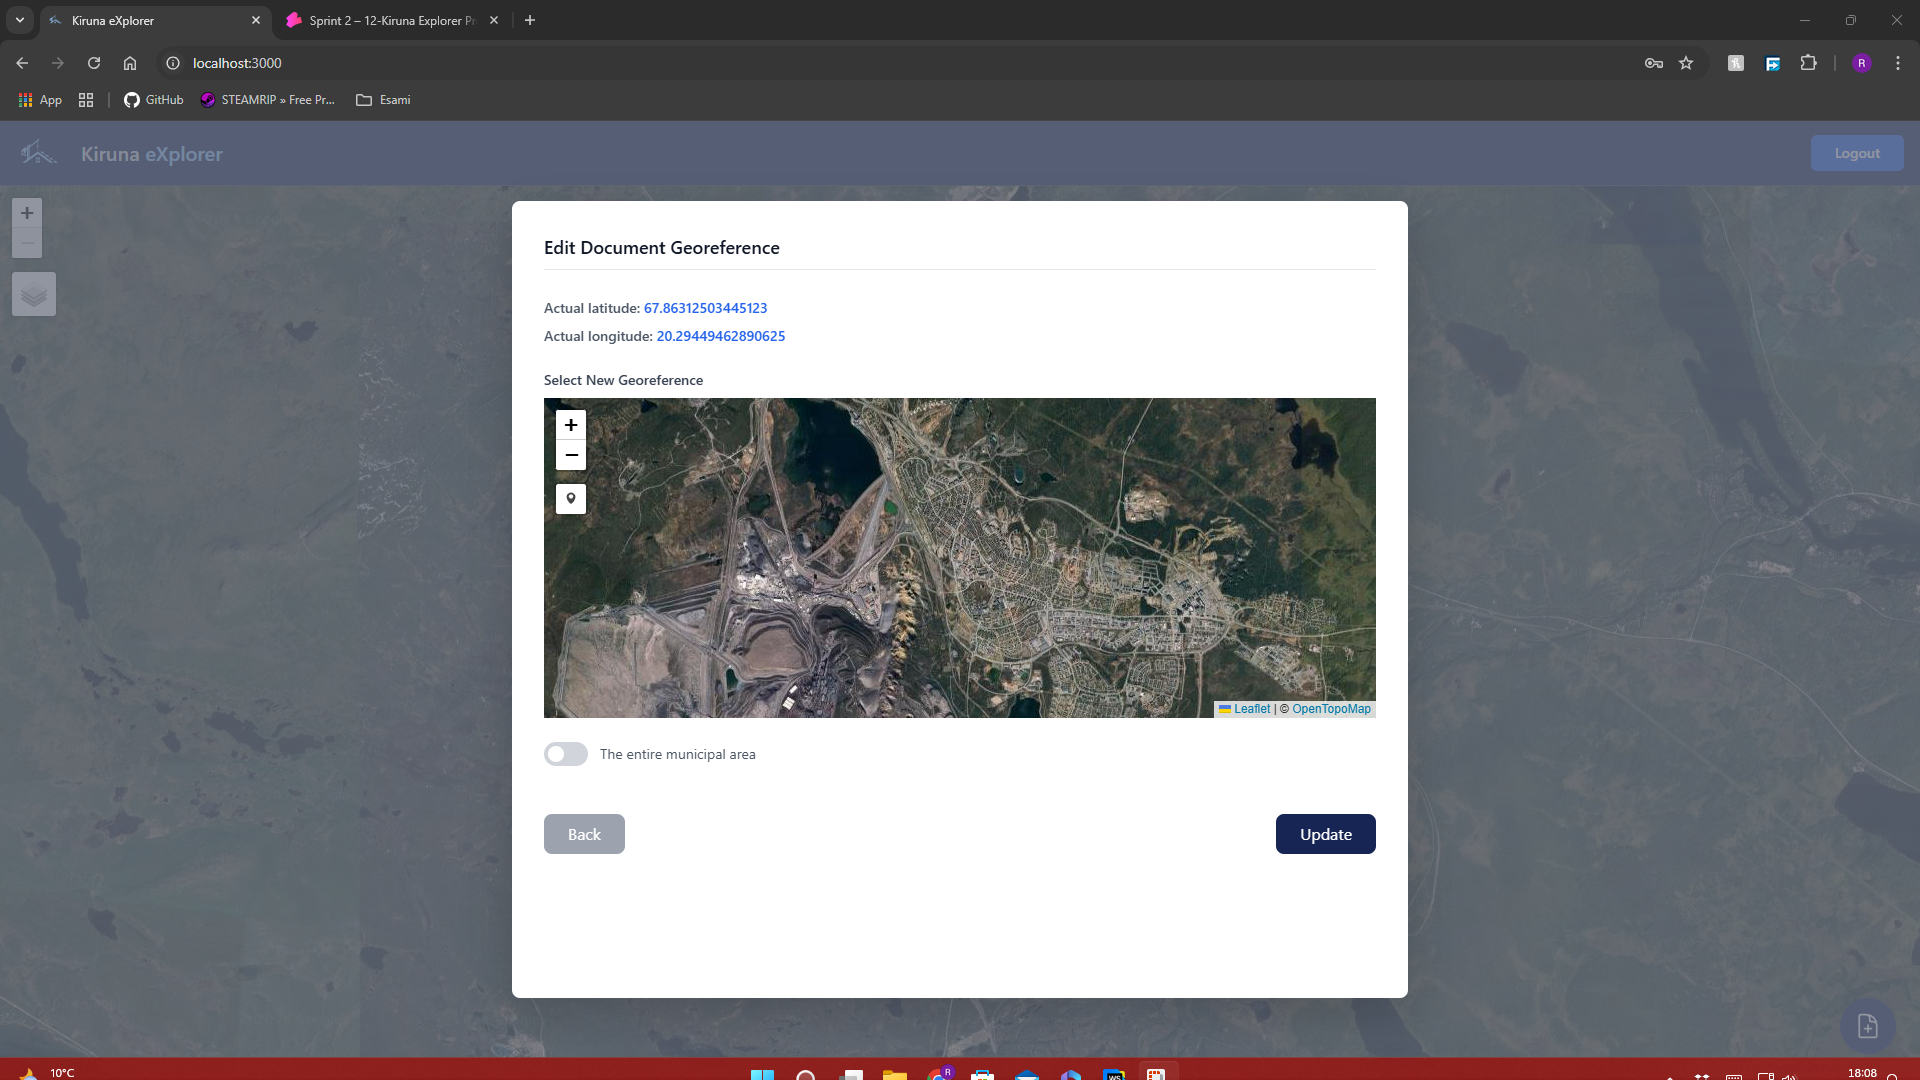 Kiruna eXplorer
Sprint 2 – 12-Kiruna Explorer Pr
localhost:3000
R
App
GitHub
STEAMRIP » Free Pr...
Esami
Kiruna eXplorer
Logout
+
−
Edit Document Georeference
Actual latitude: 67.86312503445123
Actual longitude: 20.29449462890625
Select New Georeference
+
−
Leaflet | © OpenTopoMap
The entire municipal area
Back
Update
10°C
R
WS
18:08